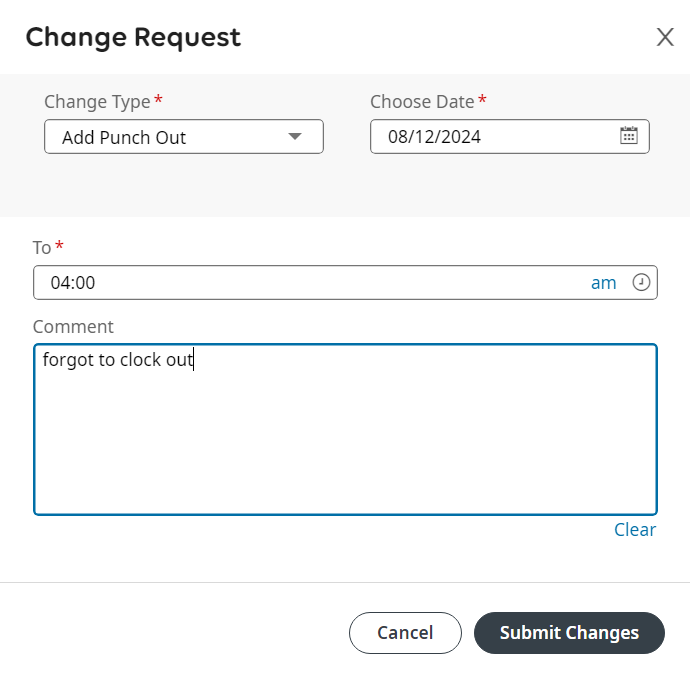 Change Request
Change Type* Choose Date*
Add Punch Out 08/12/2024
To*
04:00 am
Comment
forgot to clock out
Clear
Cancel Submit Changes